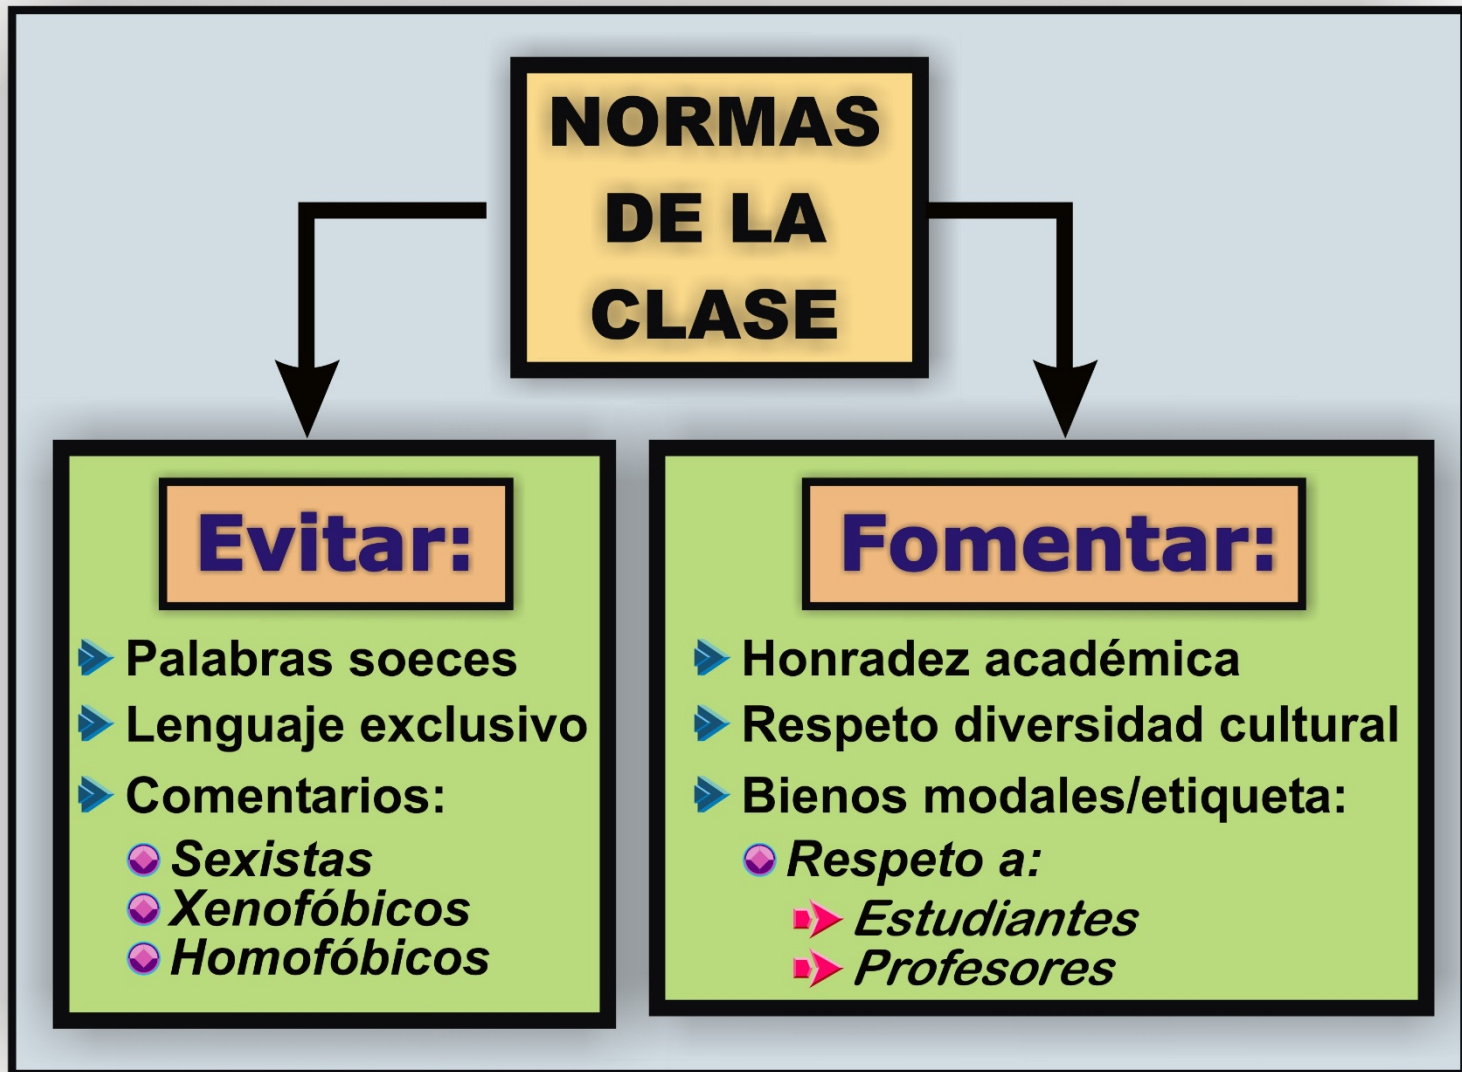 NORMAS
DE LA
CLASE
Evitar:
Palabras soeces
Lenguaje exclusivo
Comentarios:
Sexistas
Xenofóbicos
Homofóbicos
Fomentar:
Honradez académica
Respeto diversidad cultural
Bienos modales/etiqueta:
Respeto a:
Estudiantes
Profesores